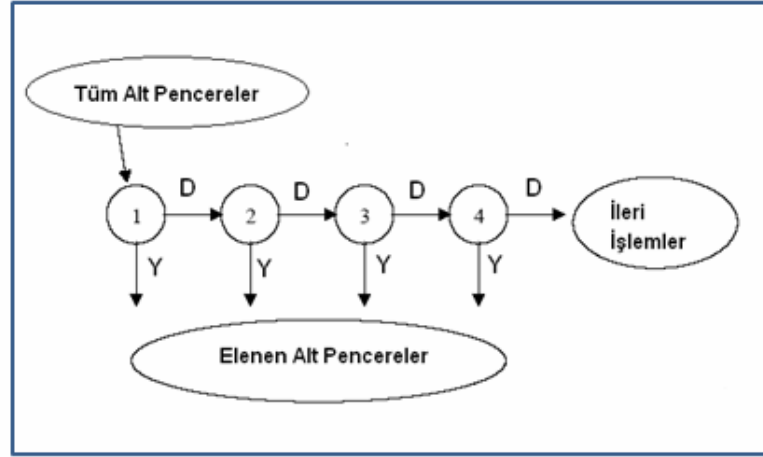 Tüm Alt Pencereler
D
D
D
D
1
2
3
4
İleri
İşlemler
Y
Y
Y
Y
Elenen Alt Pencereler